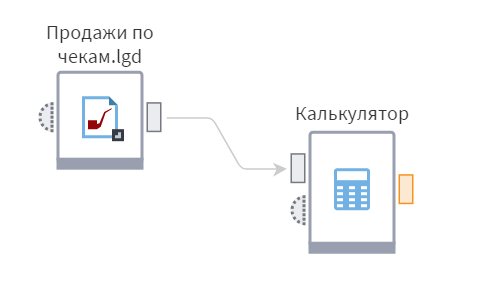 Продажи по
чекам.lgd
Калькулятор